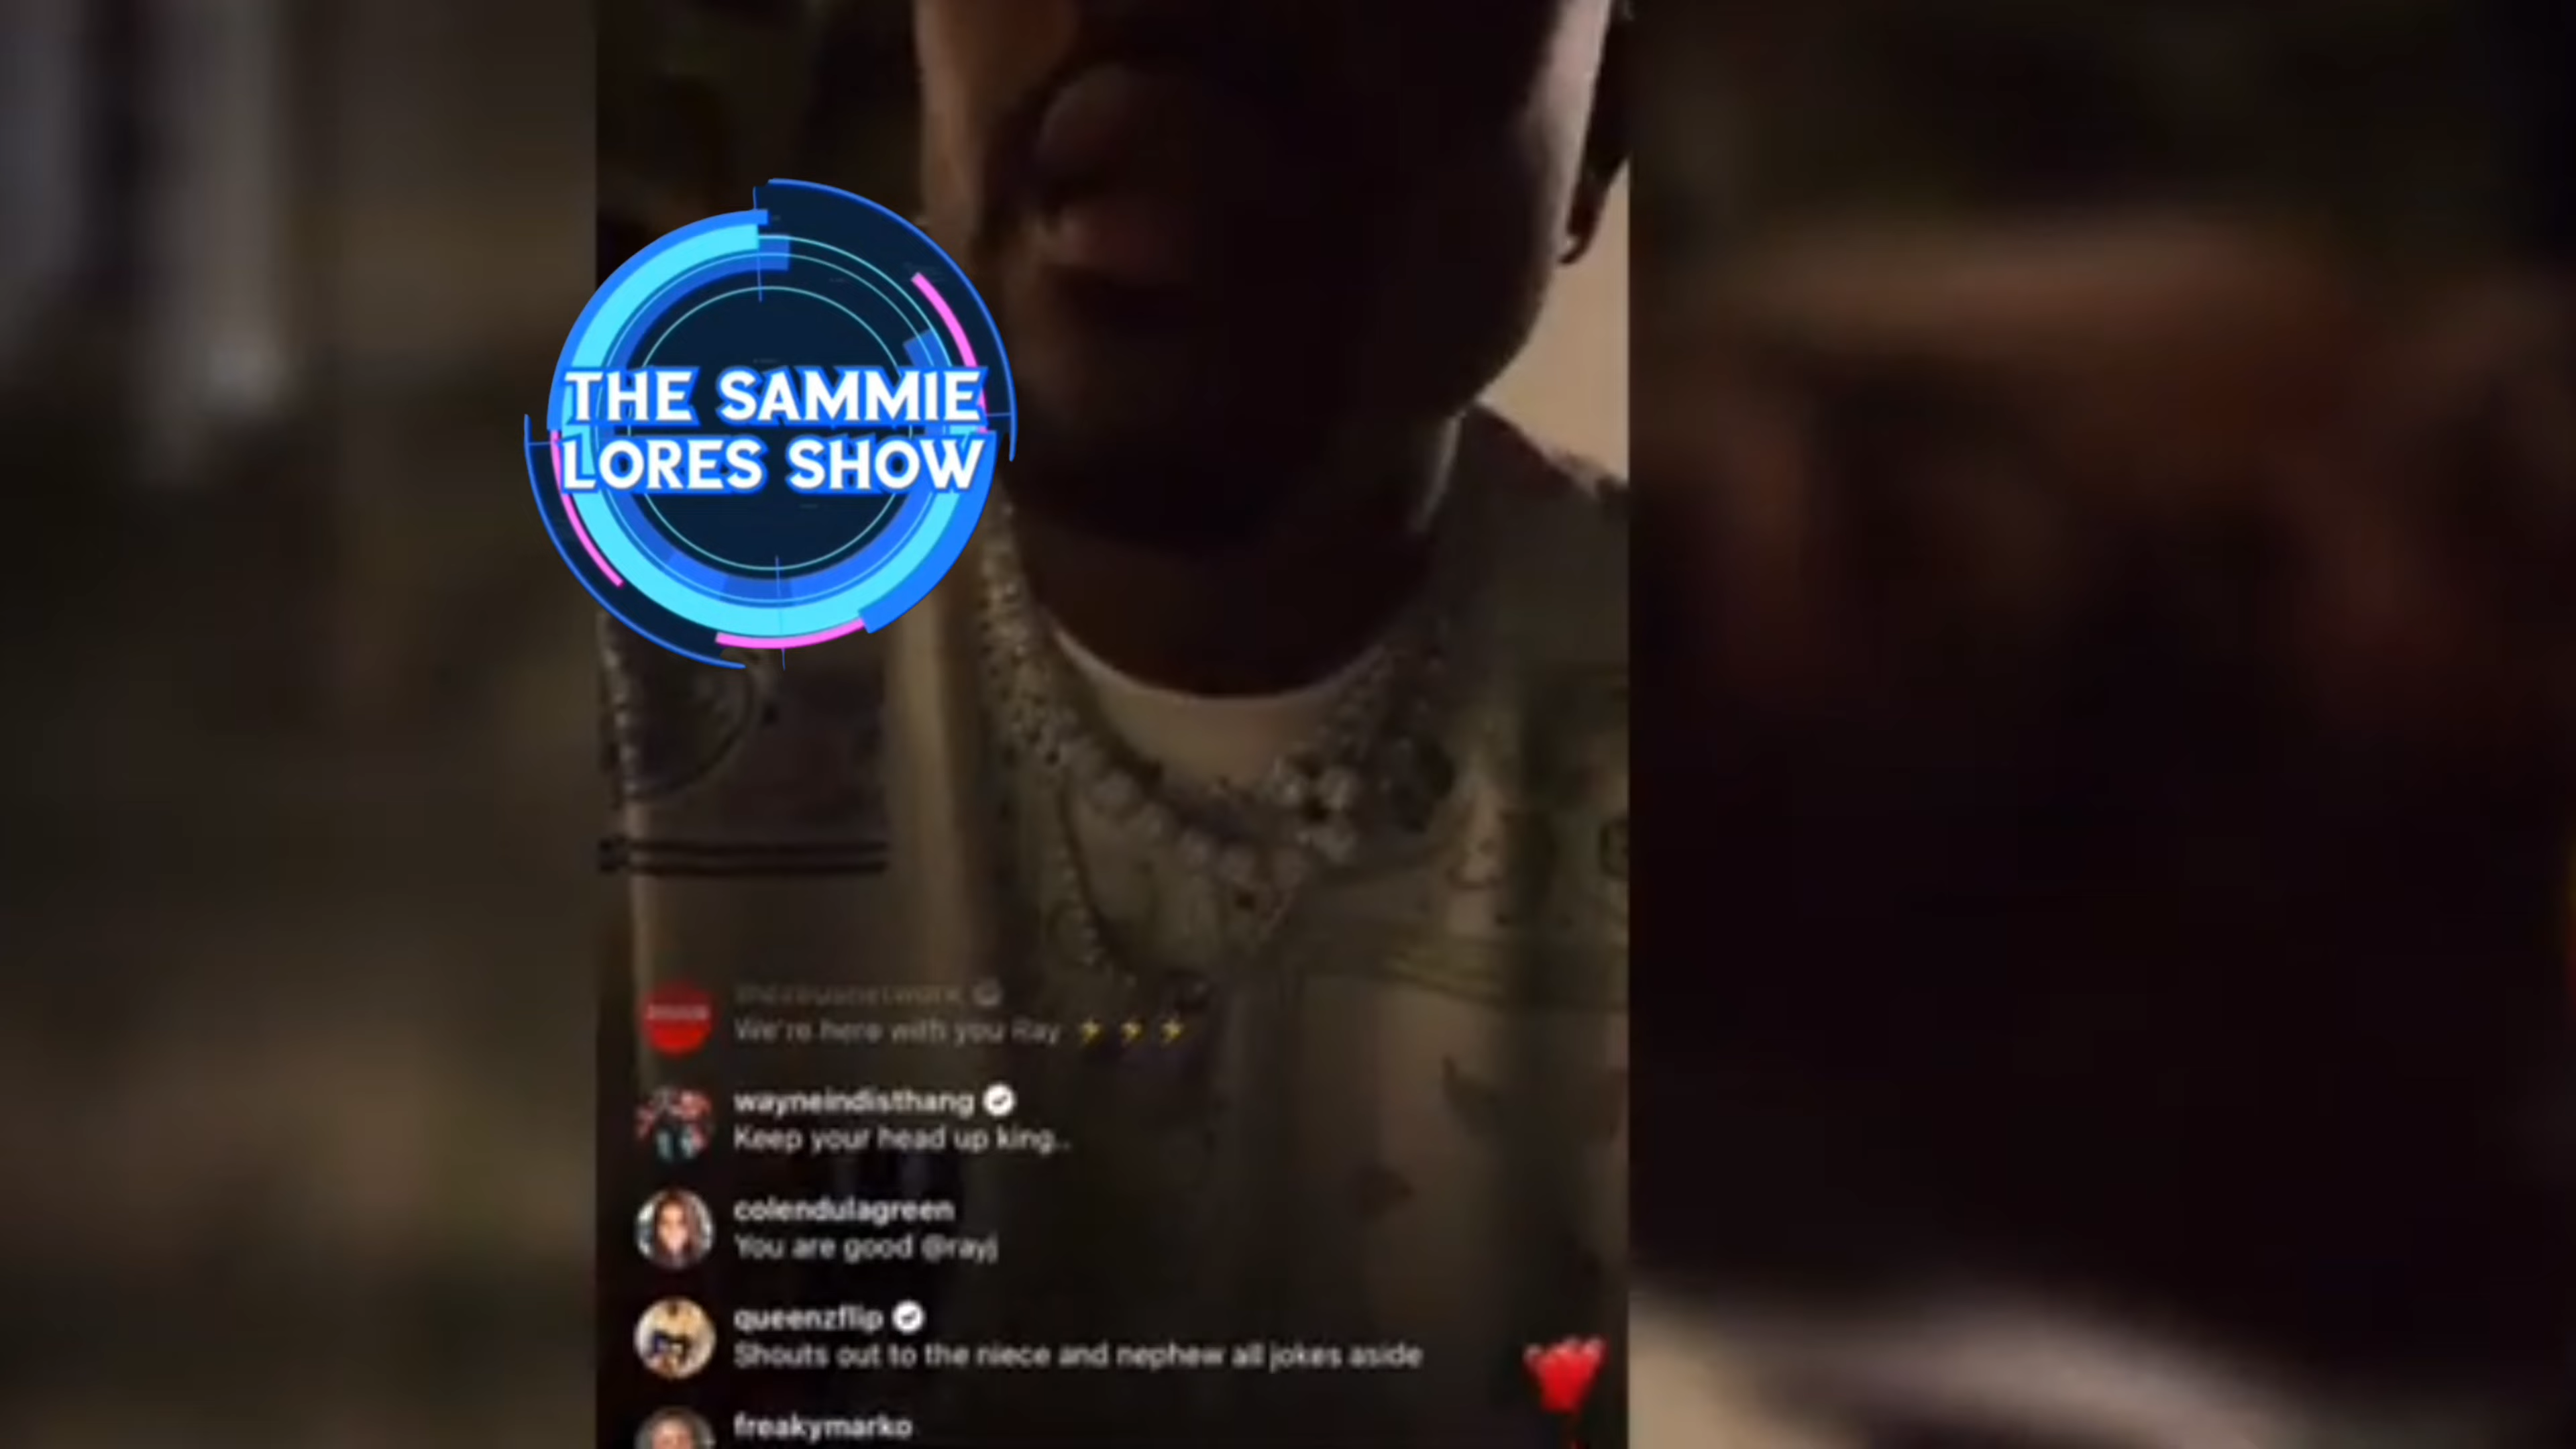 THE SAMMIE
LORES SHOW
We're here with you Ray ⚡⚡⚡
wayneindisthang
Keep your head up king..
colendulagreen
You are good @rayj
queenzflip
Shouts out to the niece and nephew all jokes aside
freakymarko